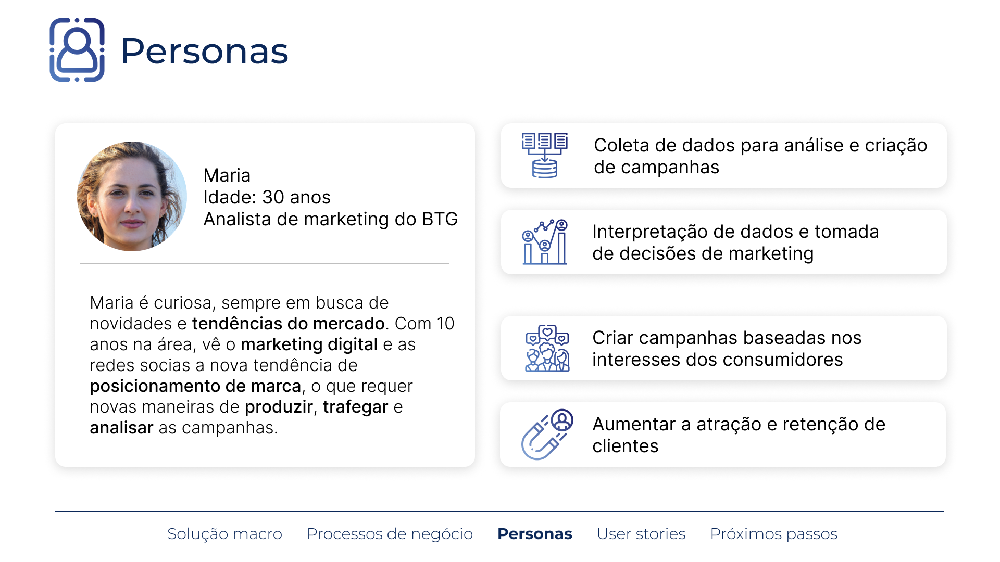 Personas
Maria
Idade: 30 anos
Analista de marketing do BTG
Maria é curiosa, sempre em busca de
novidades e tendências do mercado. Com 10
anos na área, vê o marketing digital e as
redes socias a nova tendência de
posicionamento de marca, o que requer
novas maneiras de produzir, trafegar e
analisar as campanhas.
Coleta de dados para análise e criação
de campanhas
Interpretação de dados e tomada
de decisões de marketing
Criar campanhas baseadas nos
interesses dos consumidores
Aumentar a atração e retenção de
clientes
Solução macro Processos de negócio Personas User stories Próximos passos